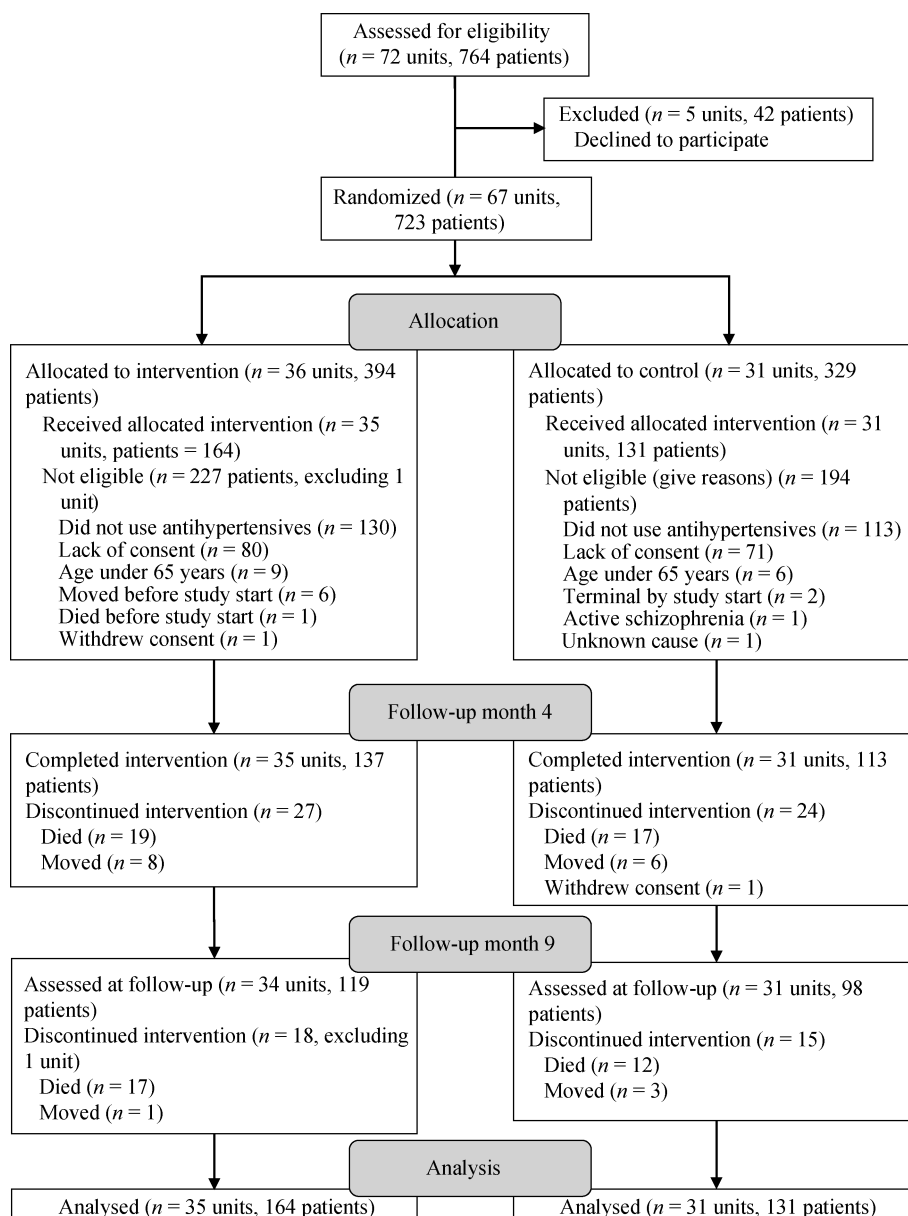 Assessed for eligibility
(n = 72 units, 764 patients)
Excluded (n = 5 units, 42 patients)
Declined to participate
Randomized (n = 67 units,
723 patients)
Allocation
Allocated to intervention (n = 36 units, 394
patients)
Received allocated intervention (n = 35
units, patients = 164)
Not eligible (n = 227 patients, excluding 1
unit)
Did not use antihypertensives (n = 130)
Lack of consent (n = 80)
Age under 65 years (n = 9)
Moved before study start (n = 6)
Died before study start (n = 1)
Withdrew consent (n = 1)
Allocated to control (n = 31 units, 329
patients)
Received allocated intervention (n = 31
units, 131 patients)
Not eligible (give reasons) (n = 194
patients)
Did not use antihypertensives (n = 113)
Lack of consent (n = 71)
Age under 65 years (n = 6)
Terminal by study start (n = 2)
Active schizophrenia (n = 1)
Unknown cause (n = 1)
Follow-up month 4
Completed intervention (n = 35 units, 137
patients)
Discontinued intervention (n = 27)
Died (n = 19)
Moved (n = 8)
Completed intervention (n = 31 units, 113
patients)
Discontinued intervention (n = 24)
Died (n = 17)
Moved (n = 6)
Withdrew consent (n = 1)
Follow-up month 9
Assessed at follow-up (n = 34 units, 119
patients)
Discontinued intervention (n = 18, excluding
1 unit)
Died (n = 17)
Moved (n = 1)
Assessed at follow-up (n = 31 units, 98
patients)
Discontinued intervention (n = 15)
Died (n = 12)
Moved (n = 3)
Analysis
Analysed (n = 35 units, 164 patients)
Analysed (n = 31 units, 131 patients)